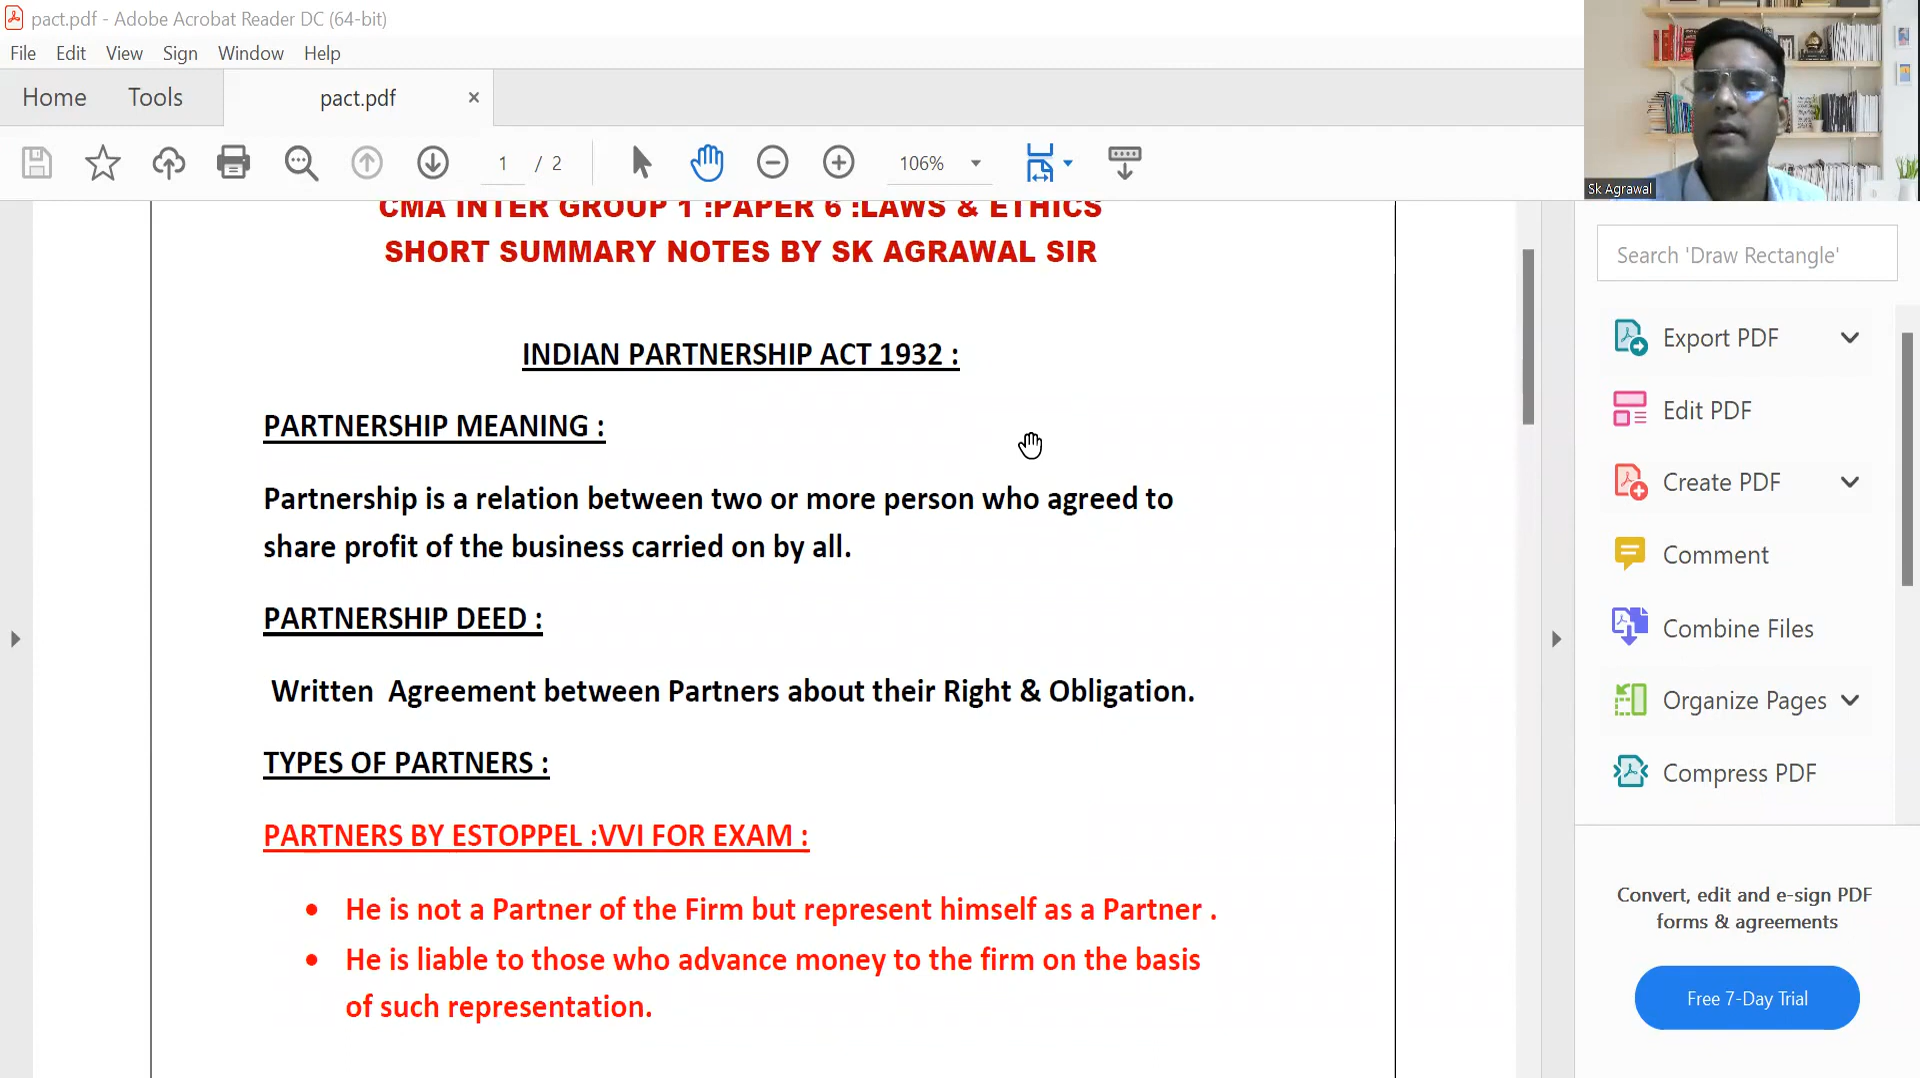 pact.pdf - Adobe Acrobat Reader DC (64-bit)
File Edit View Sign Window Help
Home Tools pact.pdf ×
1 / 2 106%
Sk Agrawal
CMA INTER GROUP 1 :PAPER 6 :LAWS & ETHICS
SHORT SUMMARY NOTES BY SK AGRAWAL SIR
INDIAN PARTNERSHIP ACT 1932 :
PARTNERSHIP MEANING :
Partnership is a relation between two or more person who agreed to
share profit of the business carried on by all.
PARTNERSHIP DEED :
Written Agreement between Partners about their Right & Obligation.
TYPES OF PARTNERS :
PARTNERS BY ESTOPPEL :VVI FOR EXAM :
• He is not a Partner of the Firm but represent himself as a Partner .
• He is liable to those who advance money to the firm on the basis
of such representation.
Search 'Draw Rectangle'
Export PDF
Edit PDF
Create PDF
Comment
Combine Files
Organize Pages
Compress PDF
Convert, edit and e-sign PDF
forms & agreements
Free 7-Day Trial